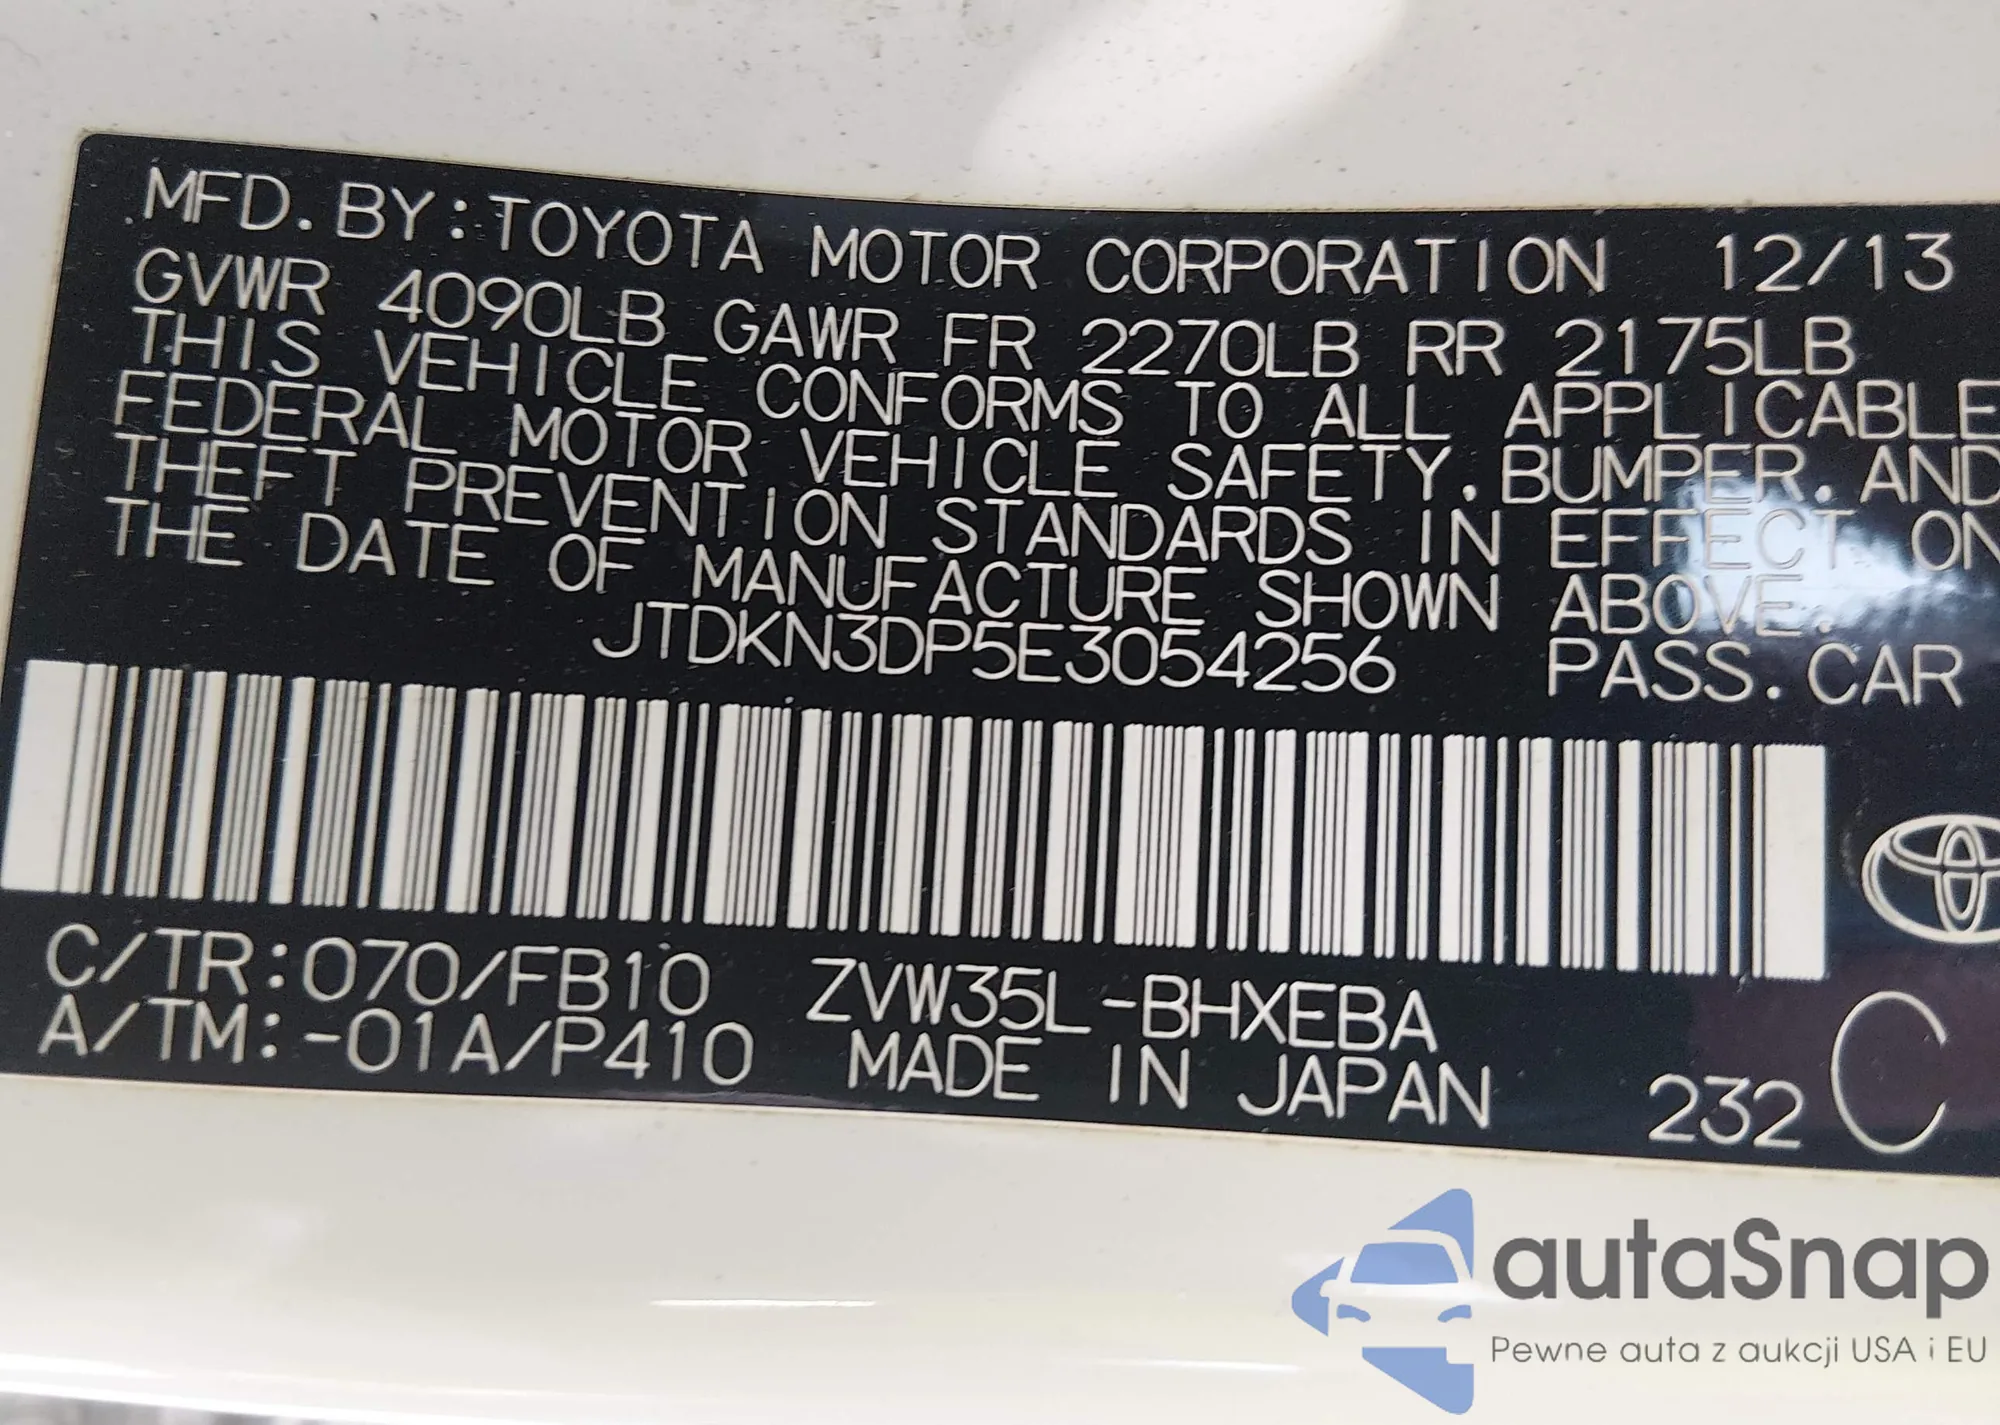 MFD. BY: TOYOTA MOTOR CORPORATION 12/13
GVWR 4090LB GAWR FR 2270LB RR 2175LB
THIS VEHICLE CONFORMS TO ALL APPLICABLE
FEDERAL MOTOR VEHICLE SAFETY. BUMPER. AND
THEFT PREVENTION STANDARDS IN EFFECT ON
THE DATE OF MANUFACTURE SHOWN ABOVE.
JTDKN3DP5E3054256 PASS. CAR
C/TR: 070/FB10 ZVW35L-BHXEBA
A/TM: -01A/P410 MADE IN JAPAN 232 C
autaSnap
Pewne auta z aukcji USA i EU